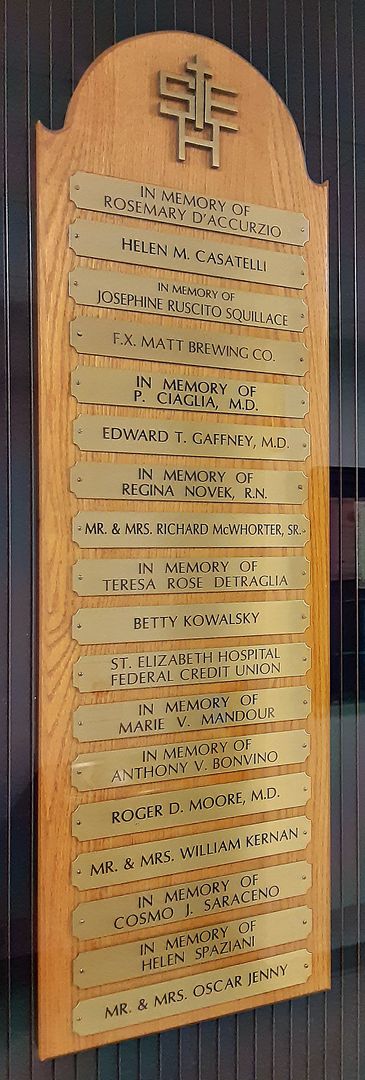 SEH
IN MEMORY OF
ROSEMARY D'ACCURZIO
HELEN M. CASATELLI
IN MEMORY OF
JOSEPHINE RUSCITO SQUILLACE
F.X. MATT BREWING CO.
IN MEMORY OF
P. CIAGLIA, M.D.
EDWARD T. GAFFNEY, M.D.
IN MEMORY OF
REGINA NOVEK, R.N.
MR. & MRS. RICHARD McWHORTER, SR.
IN MEMORY OF
TERESA ROSE DETRAGLIA
BETTY KOWALSKY
ST. ELIZABETH HOSPITAL
FEDERAL CREDIT UNION
IN MEMORY OF
MARIE V. MANDOUR
IN MEMORY OF
ANTHONY V. BONVINO
ROGER D. MOORE, M.D.
MR. & MRS. WILLIAM KERNAN
IN MEMORY OF
COSMO J. SARACENO
IN MEMORY OF
HELEN SPAZIANI
MR. & MRS. OSCAR JENNY